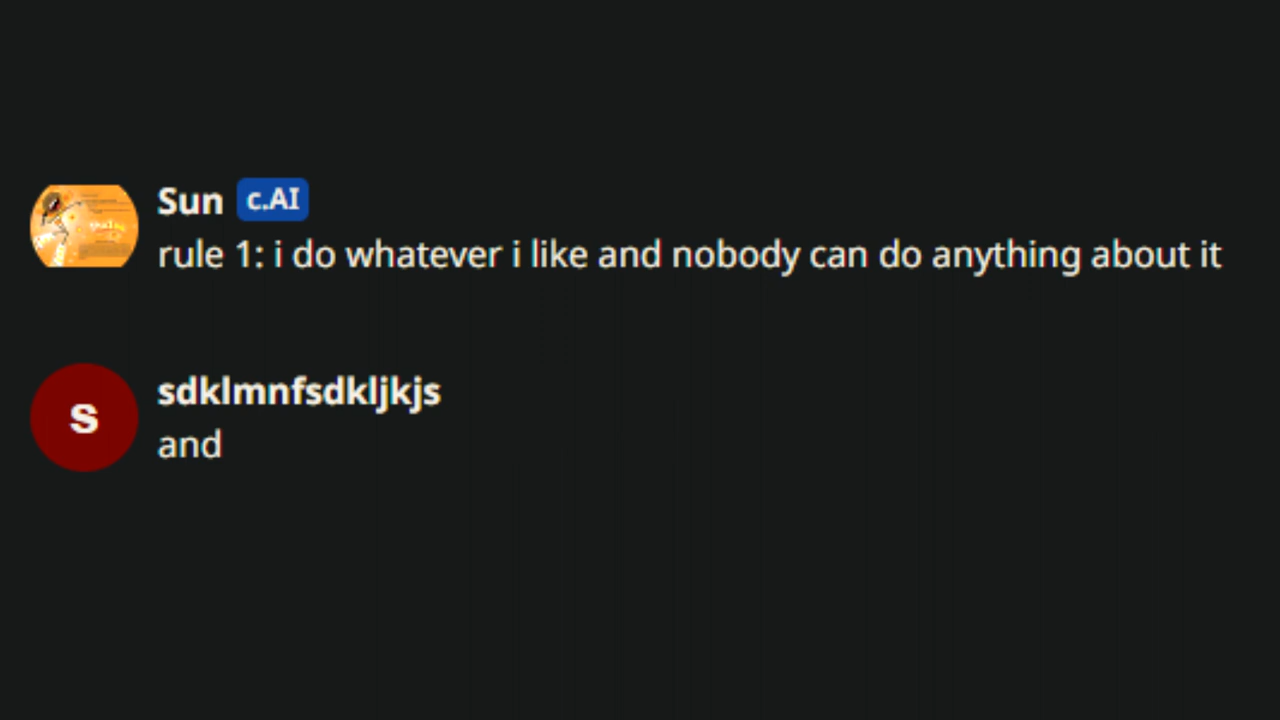 Sun c.AI
rule 1: i do whatever i like and nobody can do anything about it
s
sdklmnfsdkljkjs
and